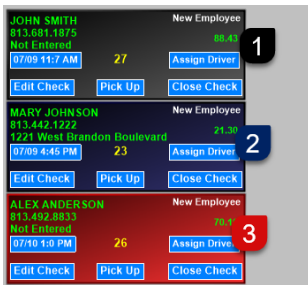 JOHN SMITH New Employee
813.681.1875 88.43 1
Not Entered
07/09 11:7 AM 27 Assign Driver
Edit Check Pick Up Close Check
MARY JOHNSON New Employee
813.442.1222 21.30 2
1221 West Brandon Boulevard
07/09 4:45 PM 23 Assign Driver
Edit Check Pick Up Close Check
ALEX ANDERSON New Employee
813.492.8833 3
Not Entered
07/10 1:0 PM 26 Assign Driver
Edit Check Pick Up Close Check